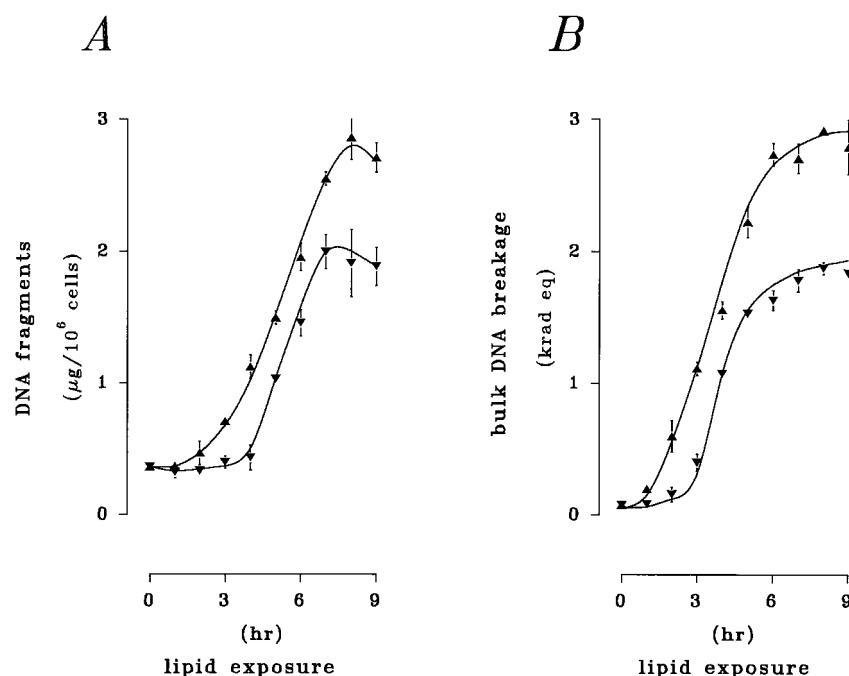 A
3
2
1
0
DNA fragments
(µg/10⁶ cells)
0 3 6 9
(hr)
lipid exposure
B
3
2
1
0
bulk DNA breakage
(krad eq)
0 3 6 9
(hr)
lipid exposure